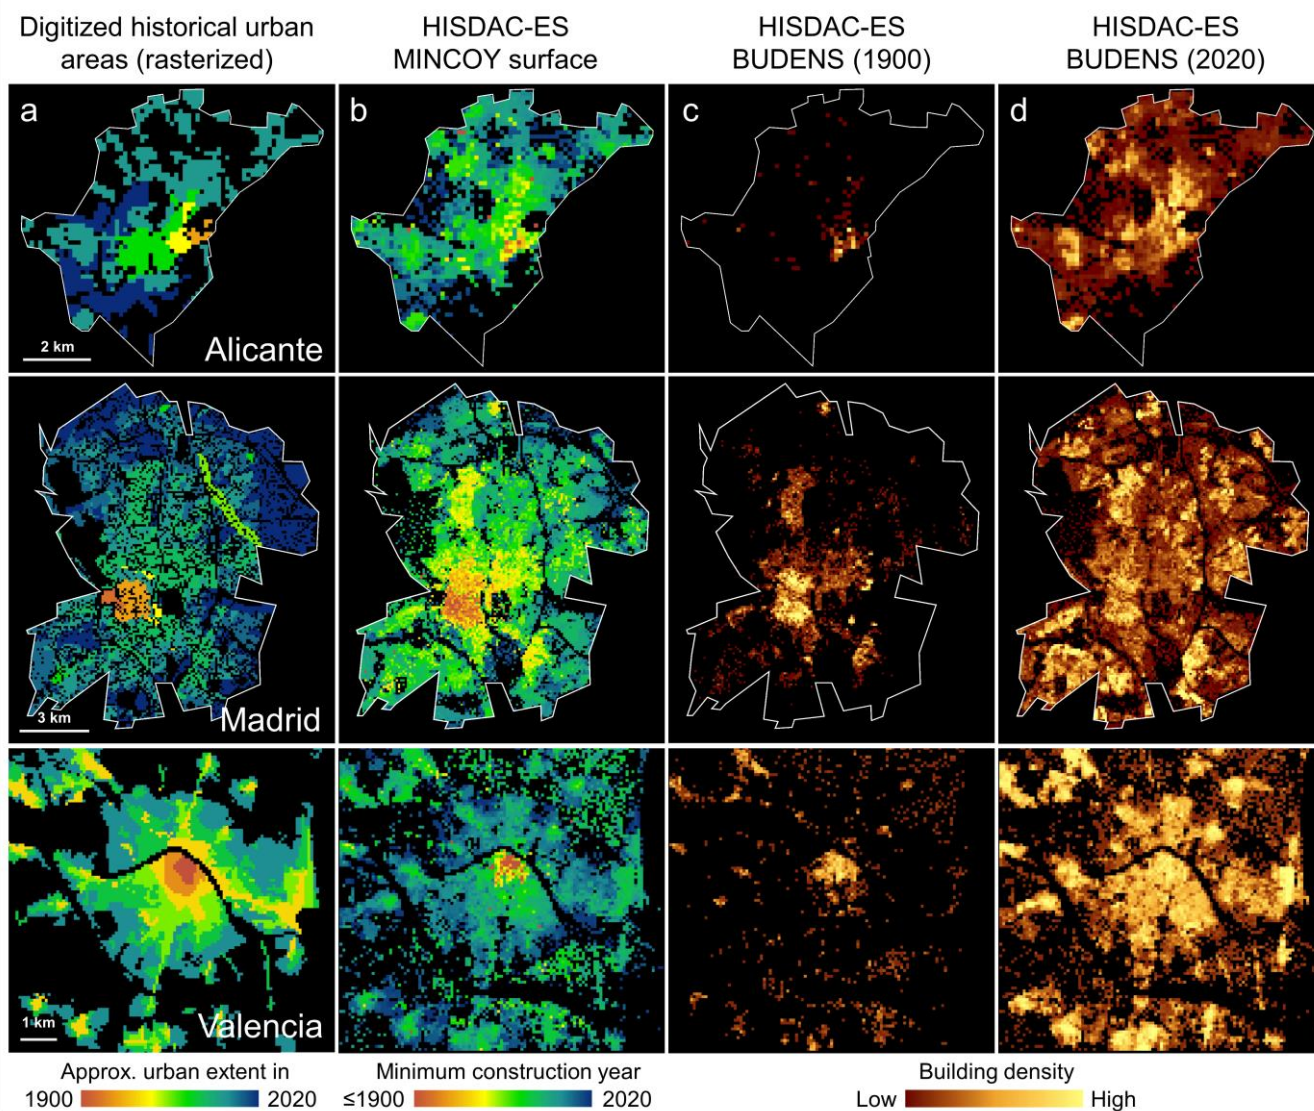 Digitized historical urban
areas (rasterized)
HISDAC-ES
MINCOY surface
HISDAC-ES
BUDENS (1900)
HISDAC-ES
BUDENS (2020)
a
b
c
d
2 km
Alicante
3 km
Madrid
1 km
Valencia
Approx. urban extent in
1900 2020
Minimum construction year
≤1900 2020
Building density
Low High